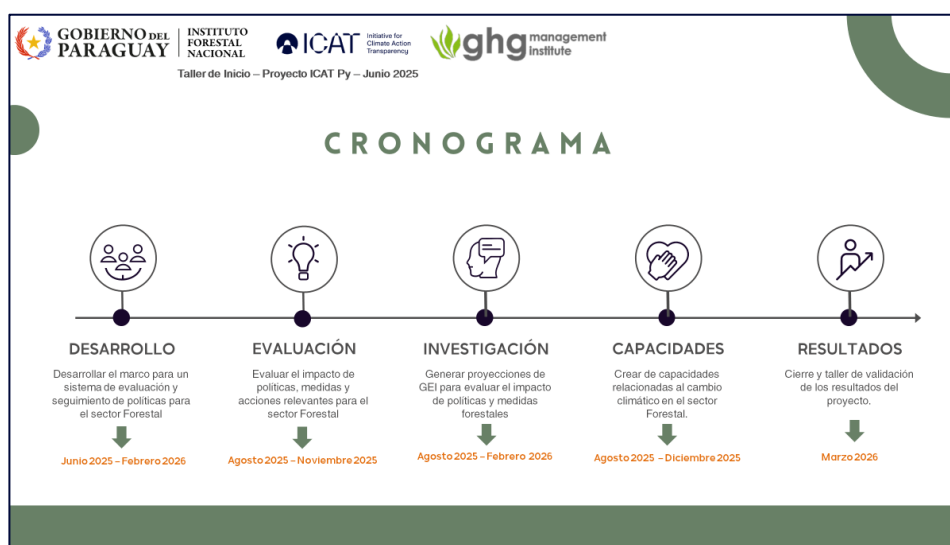 GOBIERNO DEL
PARAGUAY
INSTITUTO
FORESTAL
NACIONAL
ICAT
Initiative for
Climate Action
Transparency
ghg management
institute
Taller de Inicio – Proyecto ICAT Py – Junio 2025
CRONOGRAMA
DESARROLLO
Desarrollar el marco para un
sistema de evaluación y
seguimiento de políticas para
el sector Forestal
Junio 2025 – Febrero 2026
EVALUACIÓN
Evaluar el impacto de
políticas, medidas y
acciones relevantes para el
sector Forestal
Agosto 2025 – Noviembre 2025
INVESTIGACIÓN
Generar proyecciones de
GEI para evaluar el impacto
de políticas y medidas
forestales
Agosto 2025 – Febrero 2026
CAPACIDADES
Crear de capacidades
relacionadas al cambio
climático en el sector
Forestal.
Agosto 2025 – Diciembre 2025
RESULTADOS
Cierre y taller de validación
de los resultados del
proyecto.
Marzo 2026